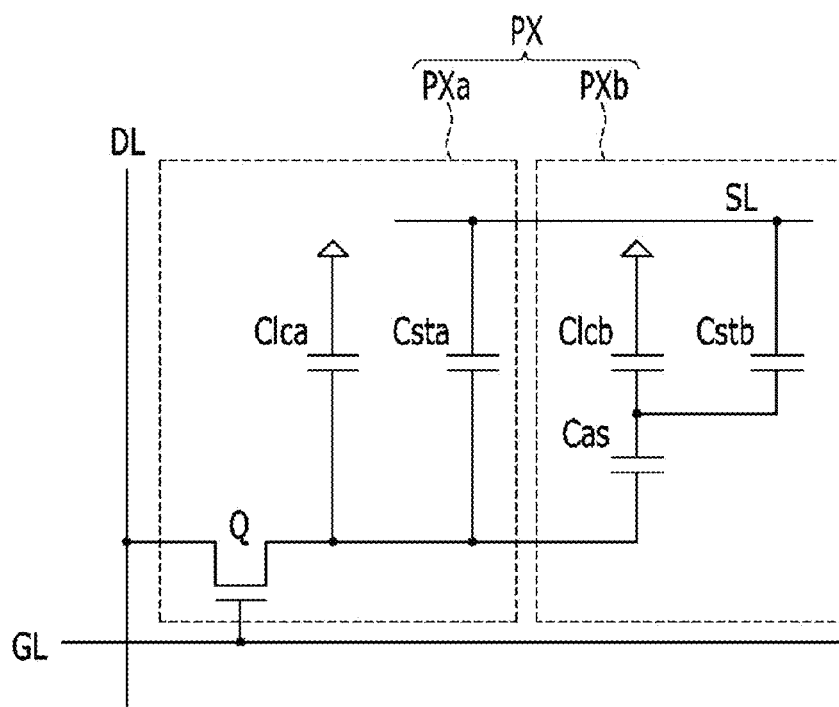 PX
PXa
PXb
DL
SL
Clca
Csta
Clcb
Cstb
Cas
Q
GL